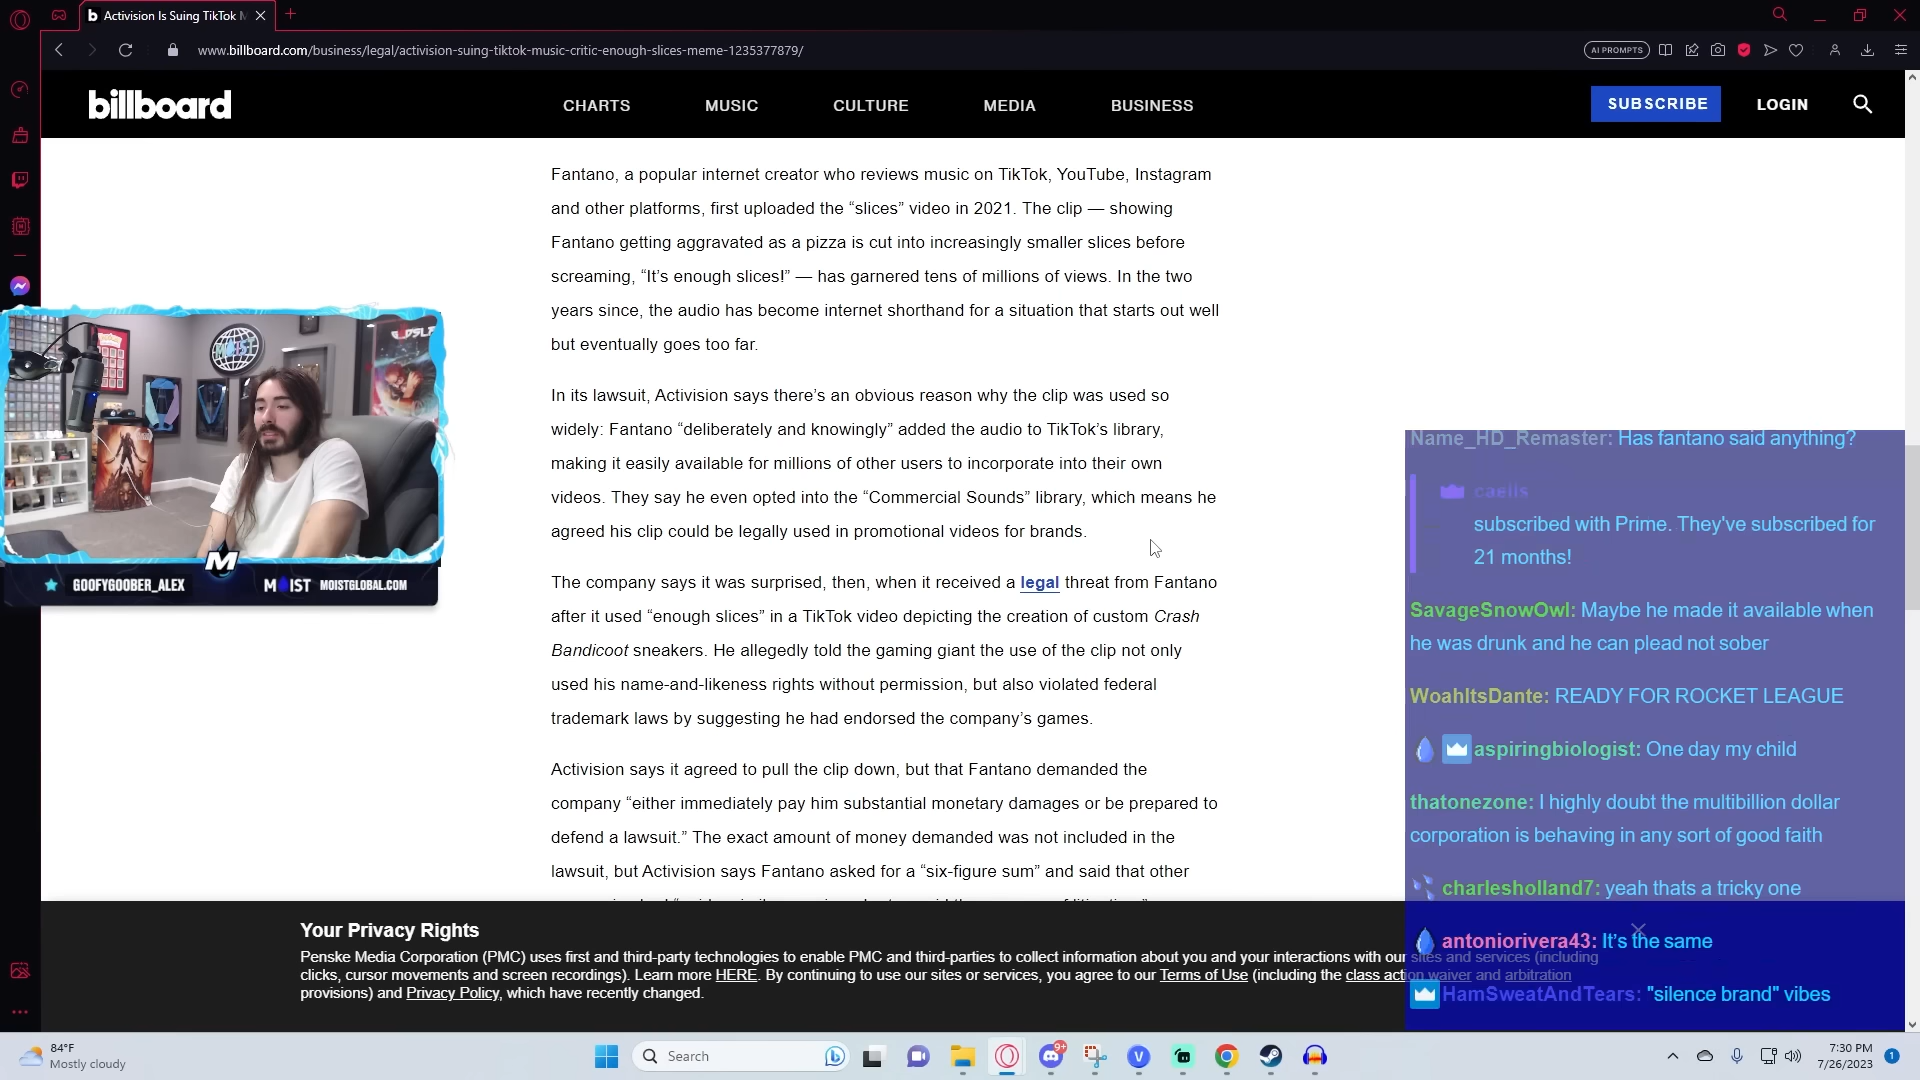 Activision Is Suing TikTok M
www.billboard.com/business/legal/activision-suing-tiktok-music-critic-enough-slices-meme-1235377879/
AI PROMPTS
billboard
CHARTS
MUSIC
CULTURE
MEDIA
BUSINESS
SUBSCRIBE
LOGIN
Fantano, a popular internet creator who reviews music on TikTok, YouTube, Instagram
and other platforms, first uploaded the “slices” video in 2021. The clip — showing
Fantano getting aggravated as a pizza is cut into increasingly smaller slices before
screaming, “It’s enough slices!” — has garnered tens of millions of views. In the two
years since, the audio has become internet shorthand for a situation that starts out well
but eventually goes too far.
In its lawsuit, Activision says there’s an obvious reason why the clip was used so
widely: Fantano “deliberately and knowingly” added the audio to TikTok’s library,
making it easily available for millions of other users to incorporate into their own
videos. They say he even opted into the “Commercial Sounds” library, which means he
agreed his clip could be legally used in promotional videos for brands.
The company says it was surprised, then, when it received a legal threat from Fantano
after it used “enough slices” in a TikTok video depicting the creation of custom Crash
Bandicoot sneakers. He allegedly told the gaming giant the use of the clip not only
used his name-and-likeness rights without permission, but also violated federal
trademark laws by suggesting he had endorsed the company’s games.
Activision says it agreed to pull the clip down, but that Fantano demanded the
company “either immediately pay him substantial monetary damages or be prepared to
defend a lawsuit.” The exact amount of money demanded was not included in the
lawsuit, but Activision says Fantano asked for a “six-figure sum” and said that other
MOIST
M
GOOFYGOOBER_ALEX
MOIST MOISTGLOBAL.COM
Name_HD_Remaster: Has fantano said anything?
caelis
subscribed with Prime. They've subscribed for
21 months!
SavageSnowOwl: Maybe he made it available when
he was drunk and he can plead not sober
WoahItsDante: READY FOR ROCKET LEAGUE
aspiringbiologist: One day my child
thatonezone: I highly doubt the multibillion dollar
corporation is behaving in any sort of good faith
charlesholland7: yeah thats a tricky one
antoniorivera43: It’s the same
HamSweatAndTears: "silence brand" vibes
Your Privacy Rights
Penske Media Corporation (PMC) uses first and third-party technologies to enable PMC and third-parties to collect information about you and your interactions with our sites and services (including
clicks, cursor movements and screen recordings). Learn more HERE. By continuing to use our sites or services, you agree to our Terms of Use (including the class action waiver and arbitration
provisions) and Privacy Policy, which have recently changed.
84°F
Mostly cloudy
Search
9+
7:30 PM
7/26/2023
1